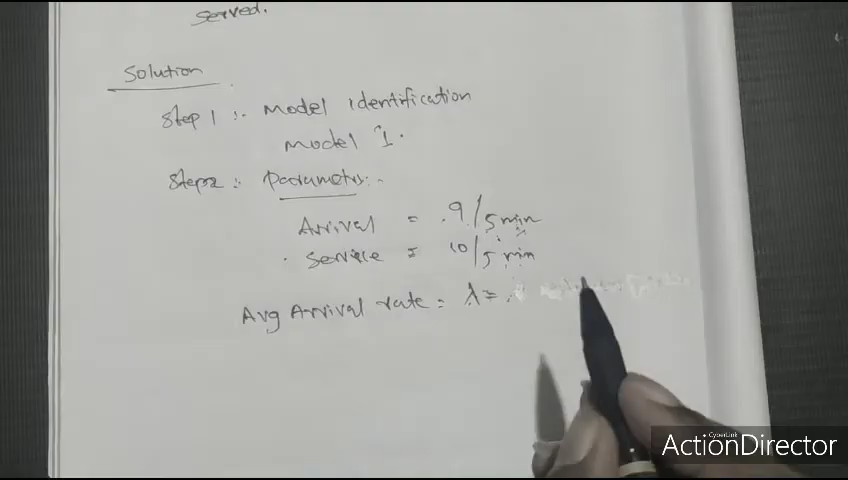 served.
Solution
Step 1 :- Model Identification
Model 1.
Step 2 :- Parameters :-
Arrival = 9/5 min
Service = 10/5 min
Avg Arrival rate = λ =
CyberLink
ActionDirector